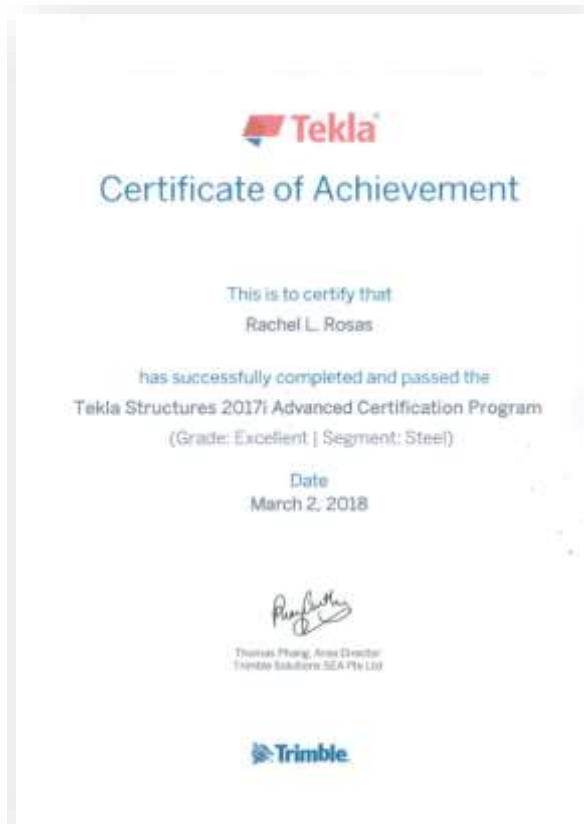 Tekla
Certificate of Achievement
This is to certify that
Rachel L. Rosas
has successfully completed and passed the
Tekla Structures 2017i Advanced Certification Program
(Grade: Excellent | Segment: Steel)
Date
March 2, 2018
Thomas Phang, Area Director
Trimble Solutions SEA Pte Ltd
Trimble